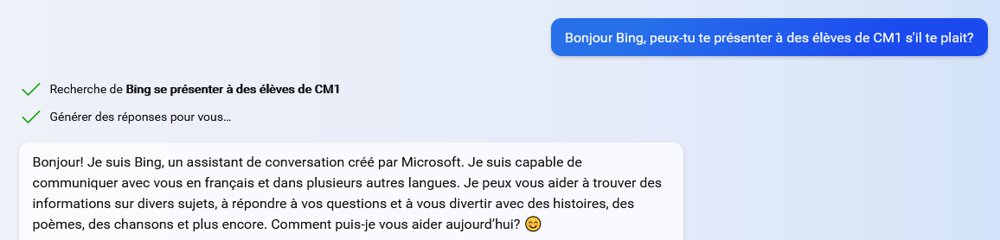 Bonjour Bing, peux-tu te présenter à des élèves de CM1 s'il te plait?
Recherche de Bing se présenter à des élèves de CM1
Générer des réponses pour vous…
Bonjour! Je suis Bing, un assistant de conversation créé par Microsoft. Je suis capable de
communiquer avec vous en français et dans plusieurs autres langues. Je peux vous aider à trouver des
informations sur divers sujets, à répondre à vos questions et à vous divertir avec des histoires, des
poèmes, des chansons et plus encore. Comment puis-je vous aider aujourd’hui? 😊